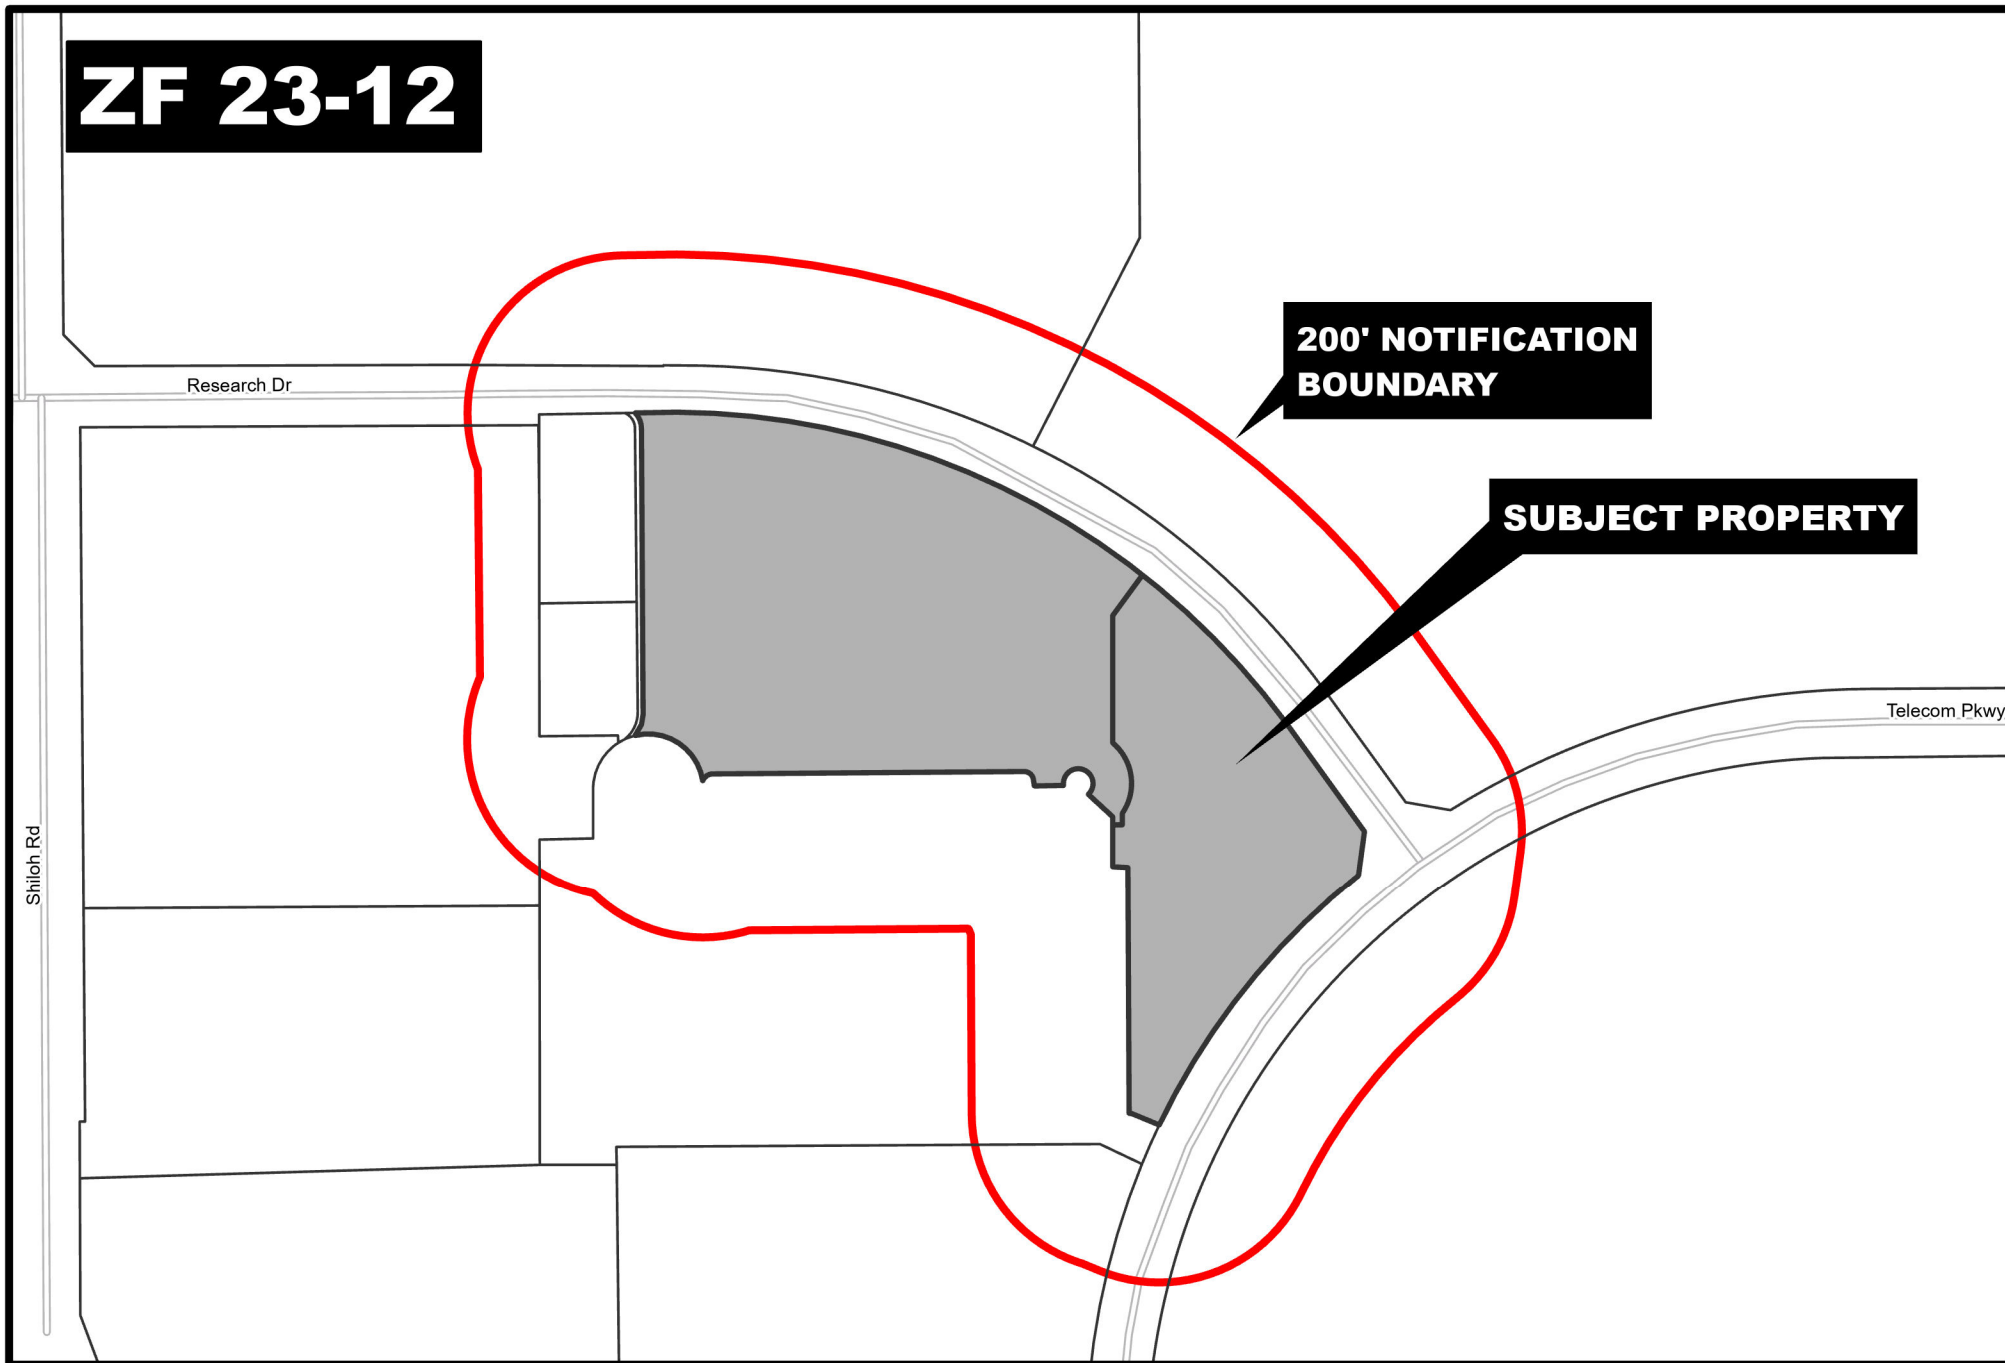 ZF 23-12
200' NOTIFICATION
BOUNDARY
Research Dr
SUBJECT PROPERTY
Telecom Pkwy
Shiloh Rd